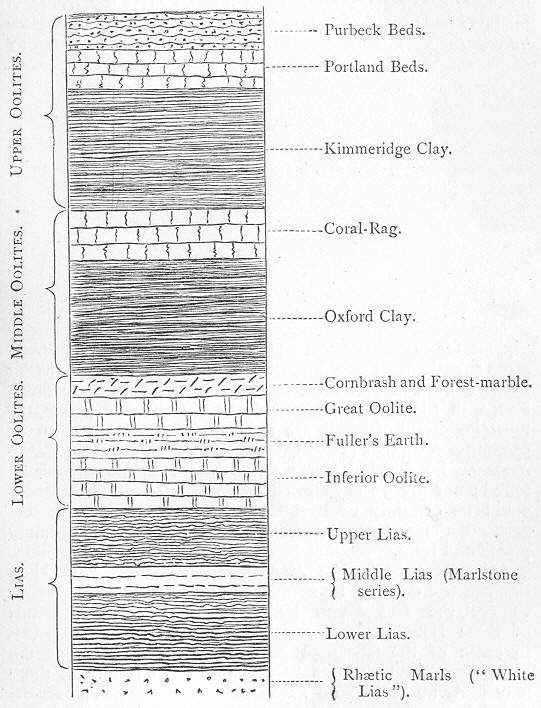 UPPER OOLITES.
MIDDLE OOLITES.
LOWER OOLITES.
LIAS.
Purbeck Beds.
Portland Beds.
Kimmeridge Clay.
Coral-Rag.
Oxford Clay.
Cornbrash and Forest-marble.
Great Oolite.
Fuller's Earth.
Inferior Oolite.
Upper Lias.
Middle Lias (Marlstone
series).
Lower Lias.
Rhætic Marls (“White
Lias”).